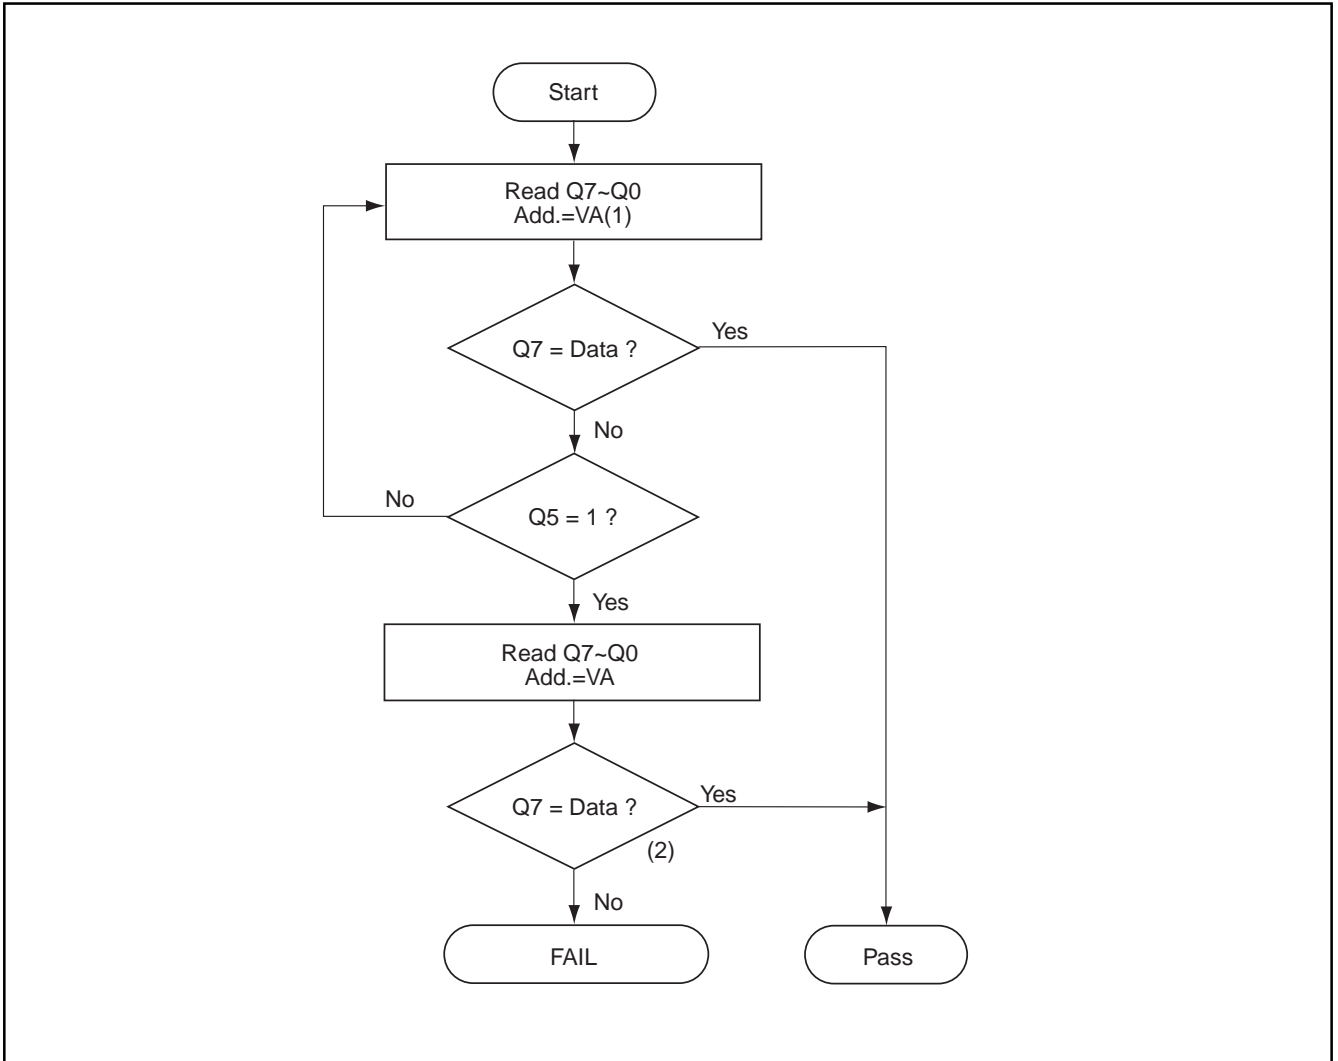 Start
Read Q7~Q0
Add.=VA(1)
Q7 = Data ?
Yes
No
No
Q5 = 1 ?
Yes
Read Q7~Q0
Add.=VA
Q7 = Data ?
Yes
(2)
No
FAIL
Pass